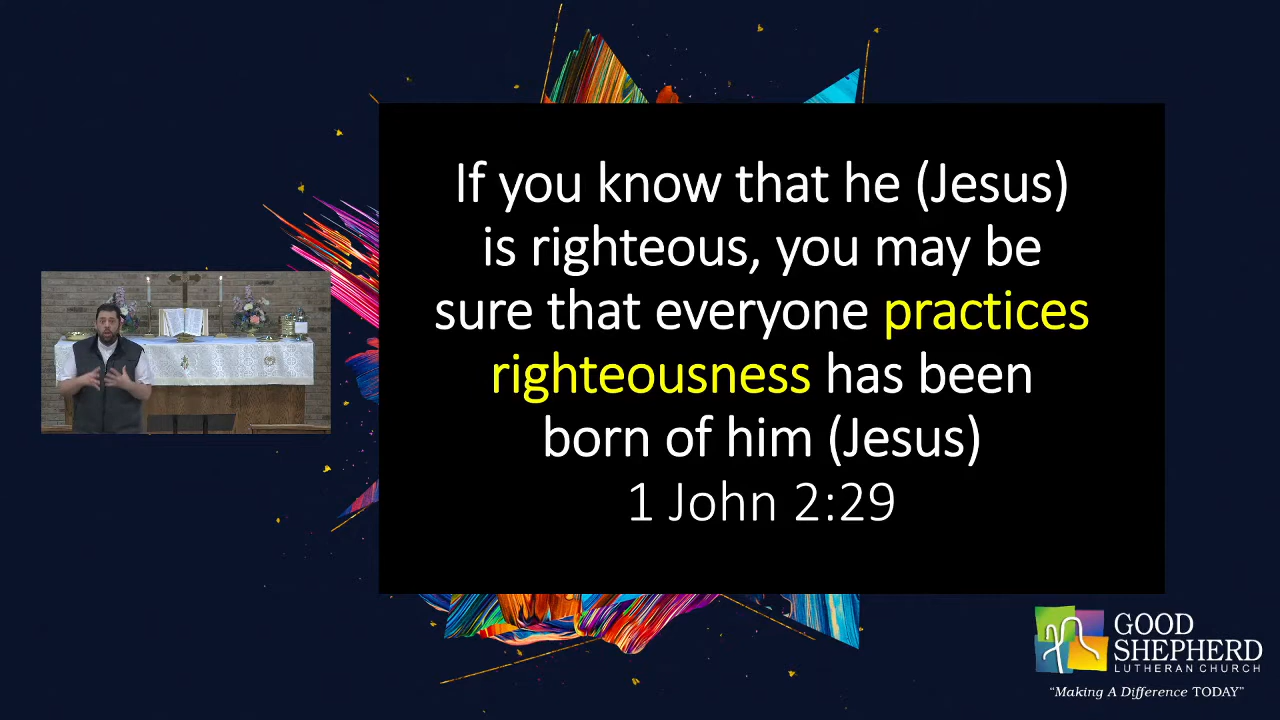 If you know that he (Jesus)
is righteous, you may be
sure that everyone practices
righteousness has been
born of him (Jesus)
1 John 2:29
GOOD
SHEPHERD
LUTHERAN CHURCH
"Making A Difference TODAY"